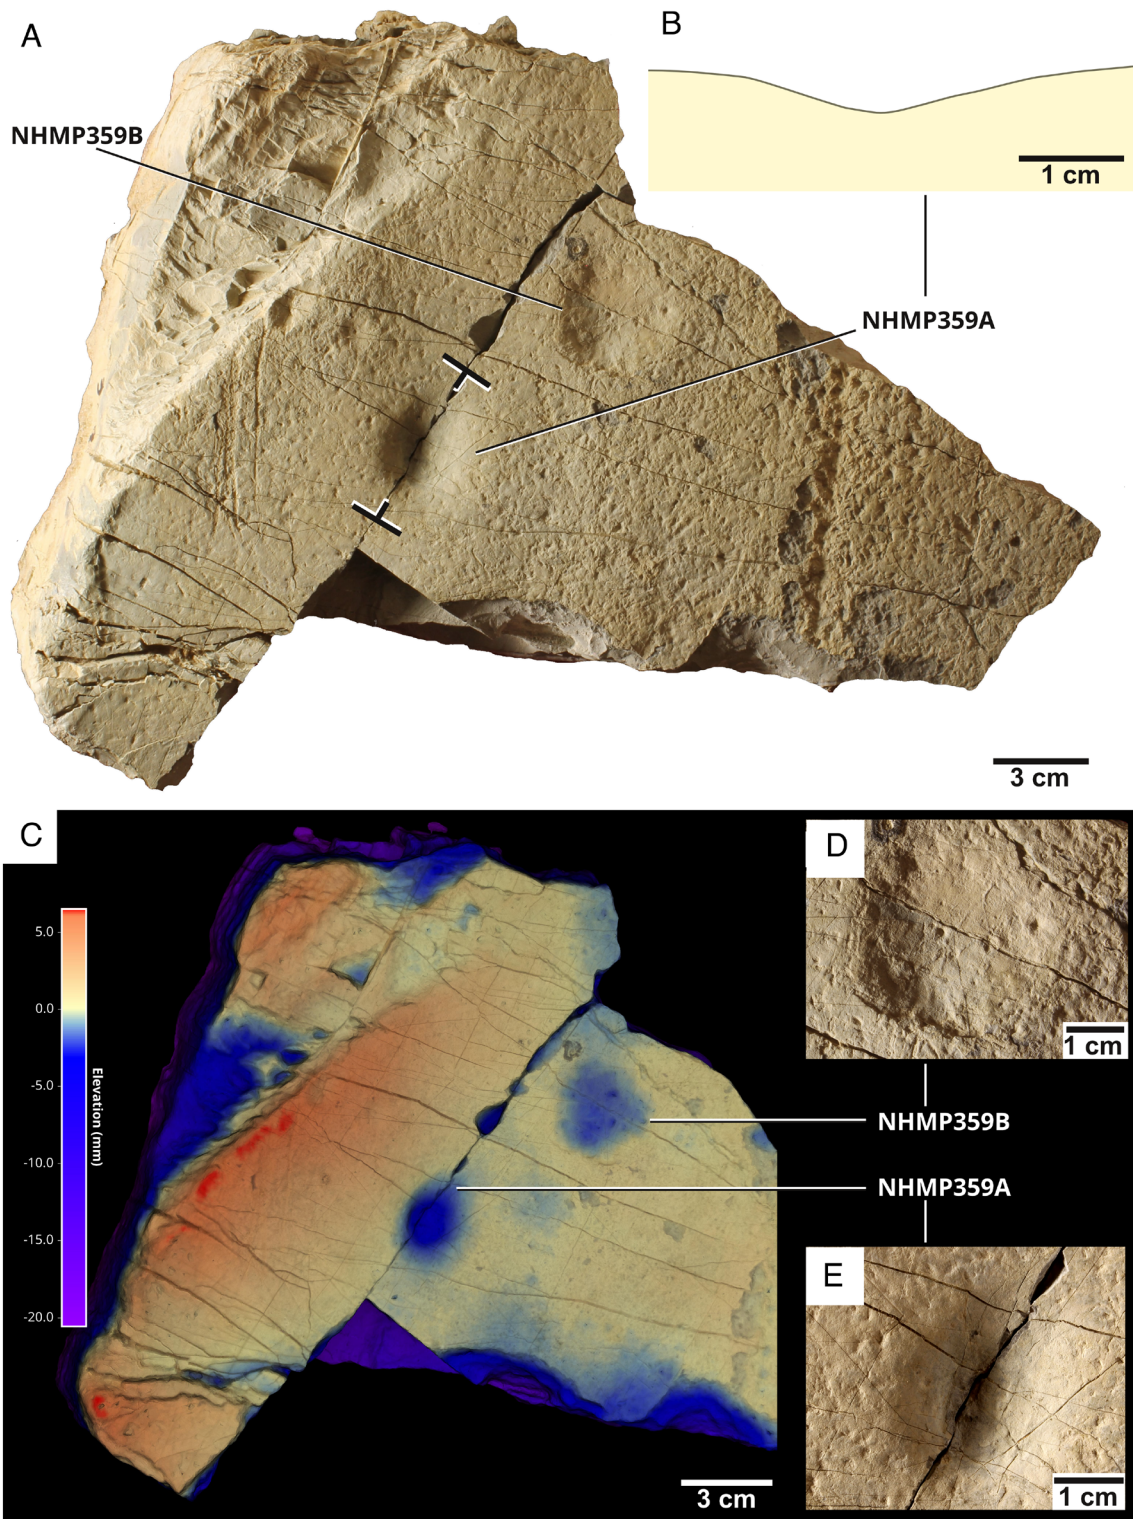 A
B
NHMP359B
1 cm
NHMP359A
3 cm
C
D
5.0
0.0
-5.0
-10.0
-15.0
-20.0
Elevation (mm)
1 cm
NHMP359B
NHMP359A
E
3 cm
1 cm